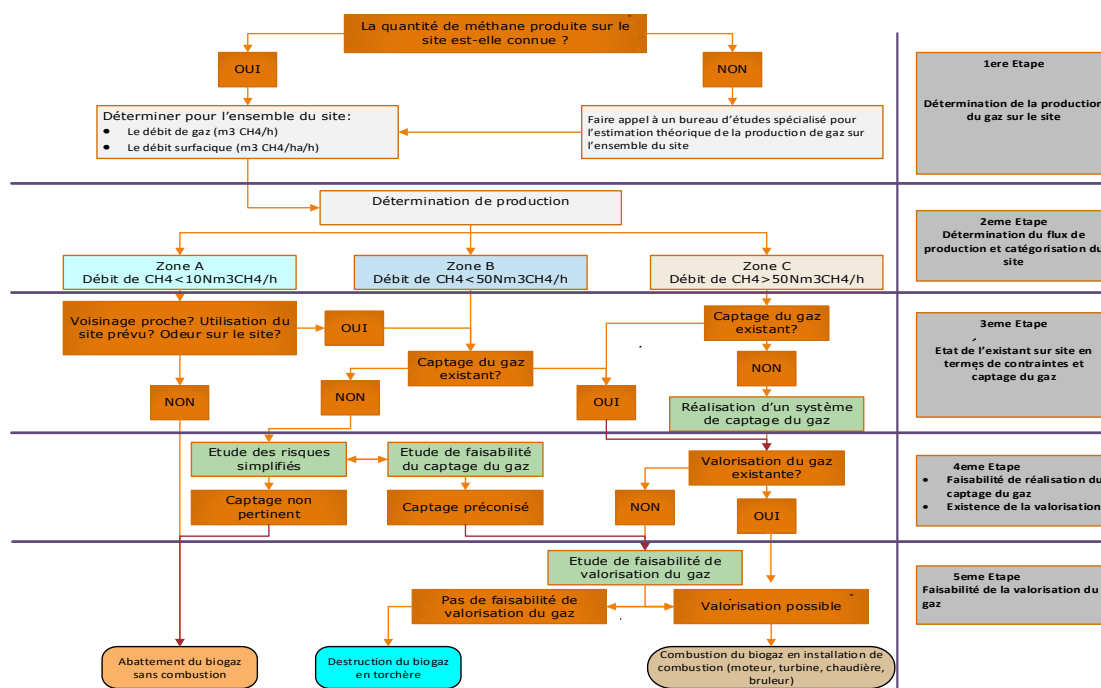 La quantité de méthane produite sur le
site est-elle connue ?
OUI
NON
Déterminer pour l'ensemble du site:
• Le débit de gaz (m3 CH4/h)
• Le débit surfacique (m3 CH4/ha/h)
Faire appel à un bureau d'études spécialisé pour
l'estimation théorique de la production de gaz sur
l'ensemble du site
1ere Etape
Détermination de la production
du gaz sur le site
Détermination de production
Zone A
Débit de CH4<10Nm3CH4/h
Zone B
Débit de CH4<50Nm3CH4/h
Zone C
Débit de CH4>50Nm3CH4/h
2eme Etape
Détermination du flux de
production et catégorisation du
site
Voisinage proche? Utilisation du
site prévu? Odeur sur le site?
OUI
NON
Captage du gaz
existant?
NON
OUI
Captage du gaz
existant?
NON
Réalisation d'un système
de captage du gaz
3eme Etape
Etat de l'existant sur site en
termes de contraintes et
captage du gaz
Etude des risques
simplifiés
Etude de faisabilité
du captage du gaz
Valorisation du gaz
existante?
Captage non
pertinent
Captage préconisé
NON
OUI
4eme Etape
• Faisabilité de réalisation du
captage du gaz
• Existence de la valorisation
Etude de faisabilité de
valorisation du gaz
Pas de faisabilité de
valorisation du gaz
Valorisation possible
5eme Etape
Faisabilité de la valorisation du
gaz
Abattement du biogaz
sans combustion
Destruction du biogaz
en torchère
Combustion du biogaz en installation de
combustion (moteur, turbine, chaudière,
bruleur)